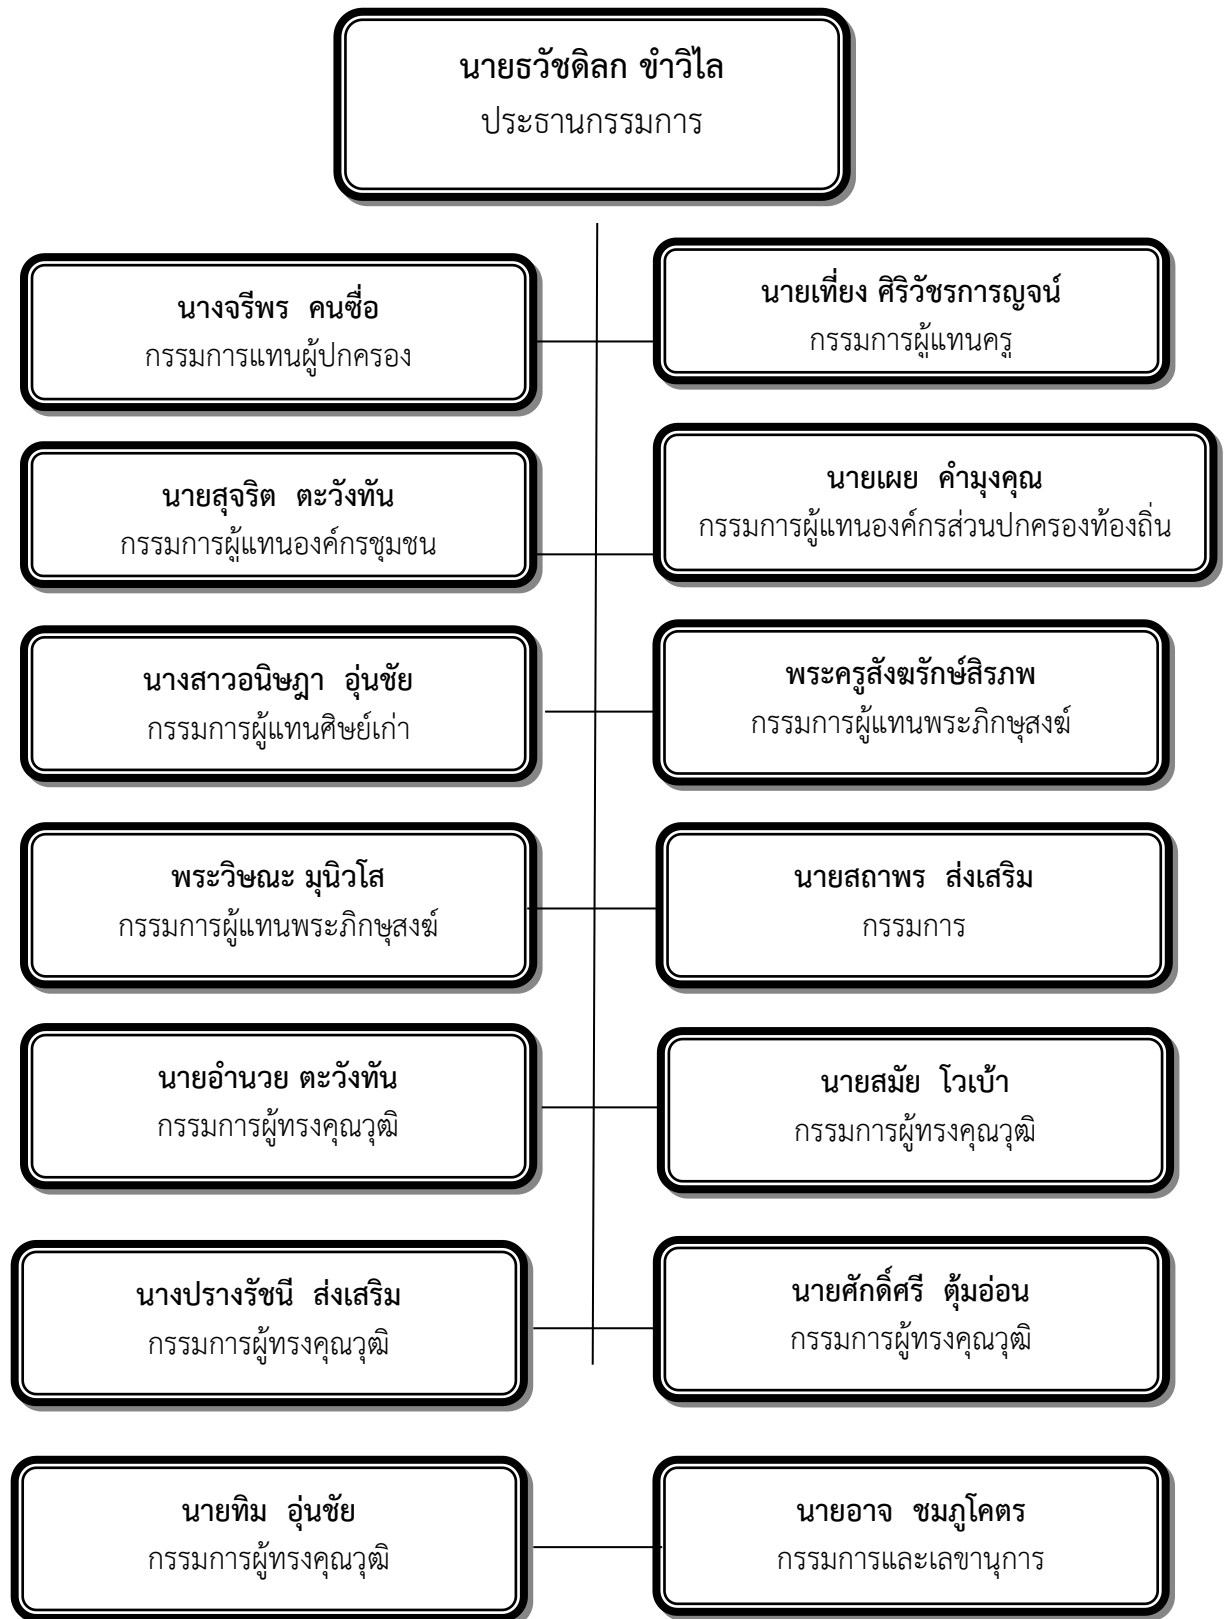 นายธวัชดิลก ขำวิไล
ประธานกรรมการ
นางจรีพร คนซื่อ
กรรมการแทนผู้ปกครอง
นายเที่ยง ศิริวัชรการญจน์
กรรมการผู้แทนครู
นายสุจริต ตะวังทัน
กรรมการผู้แทนองค์กรชุมชน
นายเผย คำมุงคุณ
กรรมการผู้แทนองค์กรส่วนปกครองท้องถิ่น
นางสาวอนิษฎา อุ่นชัย
กรรมการผู้แทนศิษย์เก่า
พระครูสังฆรักษ์สิรภพ
กรรมการผู้แทนพระภิกษุสงฆ์
พระวิษณะ มุนิวโส
กรรมการผู้แทนพระภิกษุสงฆ์
นายสถาพร ส่งเสริม
กรรมการ
นายอำนวย ตะวังทัน
กรรมการผู้ทรงคุณวุฒิ
นายสมัย โวเบ้า
กรรมการผู้ทรงคุณวุฒิ
นางปรางรัชนี ส่งเสริม
กรรมการผู้ทรงคุณวุฒิ
นายศักดิ์ศรี ตุ้มอ่อน
กรรมการผู้ทรงคุณวุฒิ
นายทิม อุ่นชัย
กรรมการผู้ทรงคุณวุฒิ
นายอาจ ชมภูโคตร
กรรมการและเลขานุการ